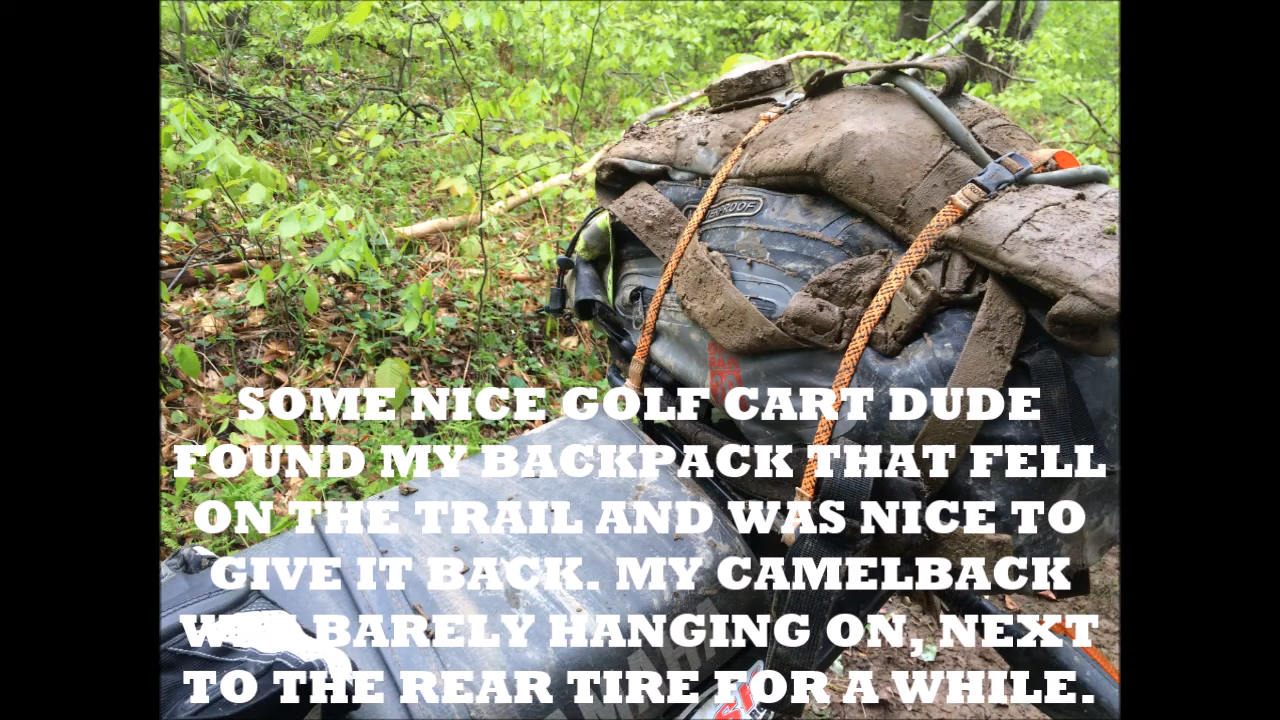 SOME NICE GOLF CART DUDE
FOUND MY BACKPACK THAT FELL
ON THE TRAIL AND WAS NICE TO
GIVE IT BACK. MY CAMELBACK
WAS BARELY HANGING ON, NEXT
TO THE REAR TIRE FOR A WHILE.